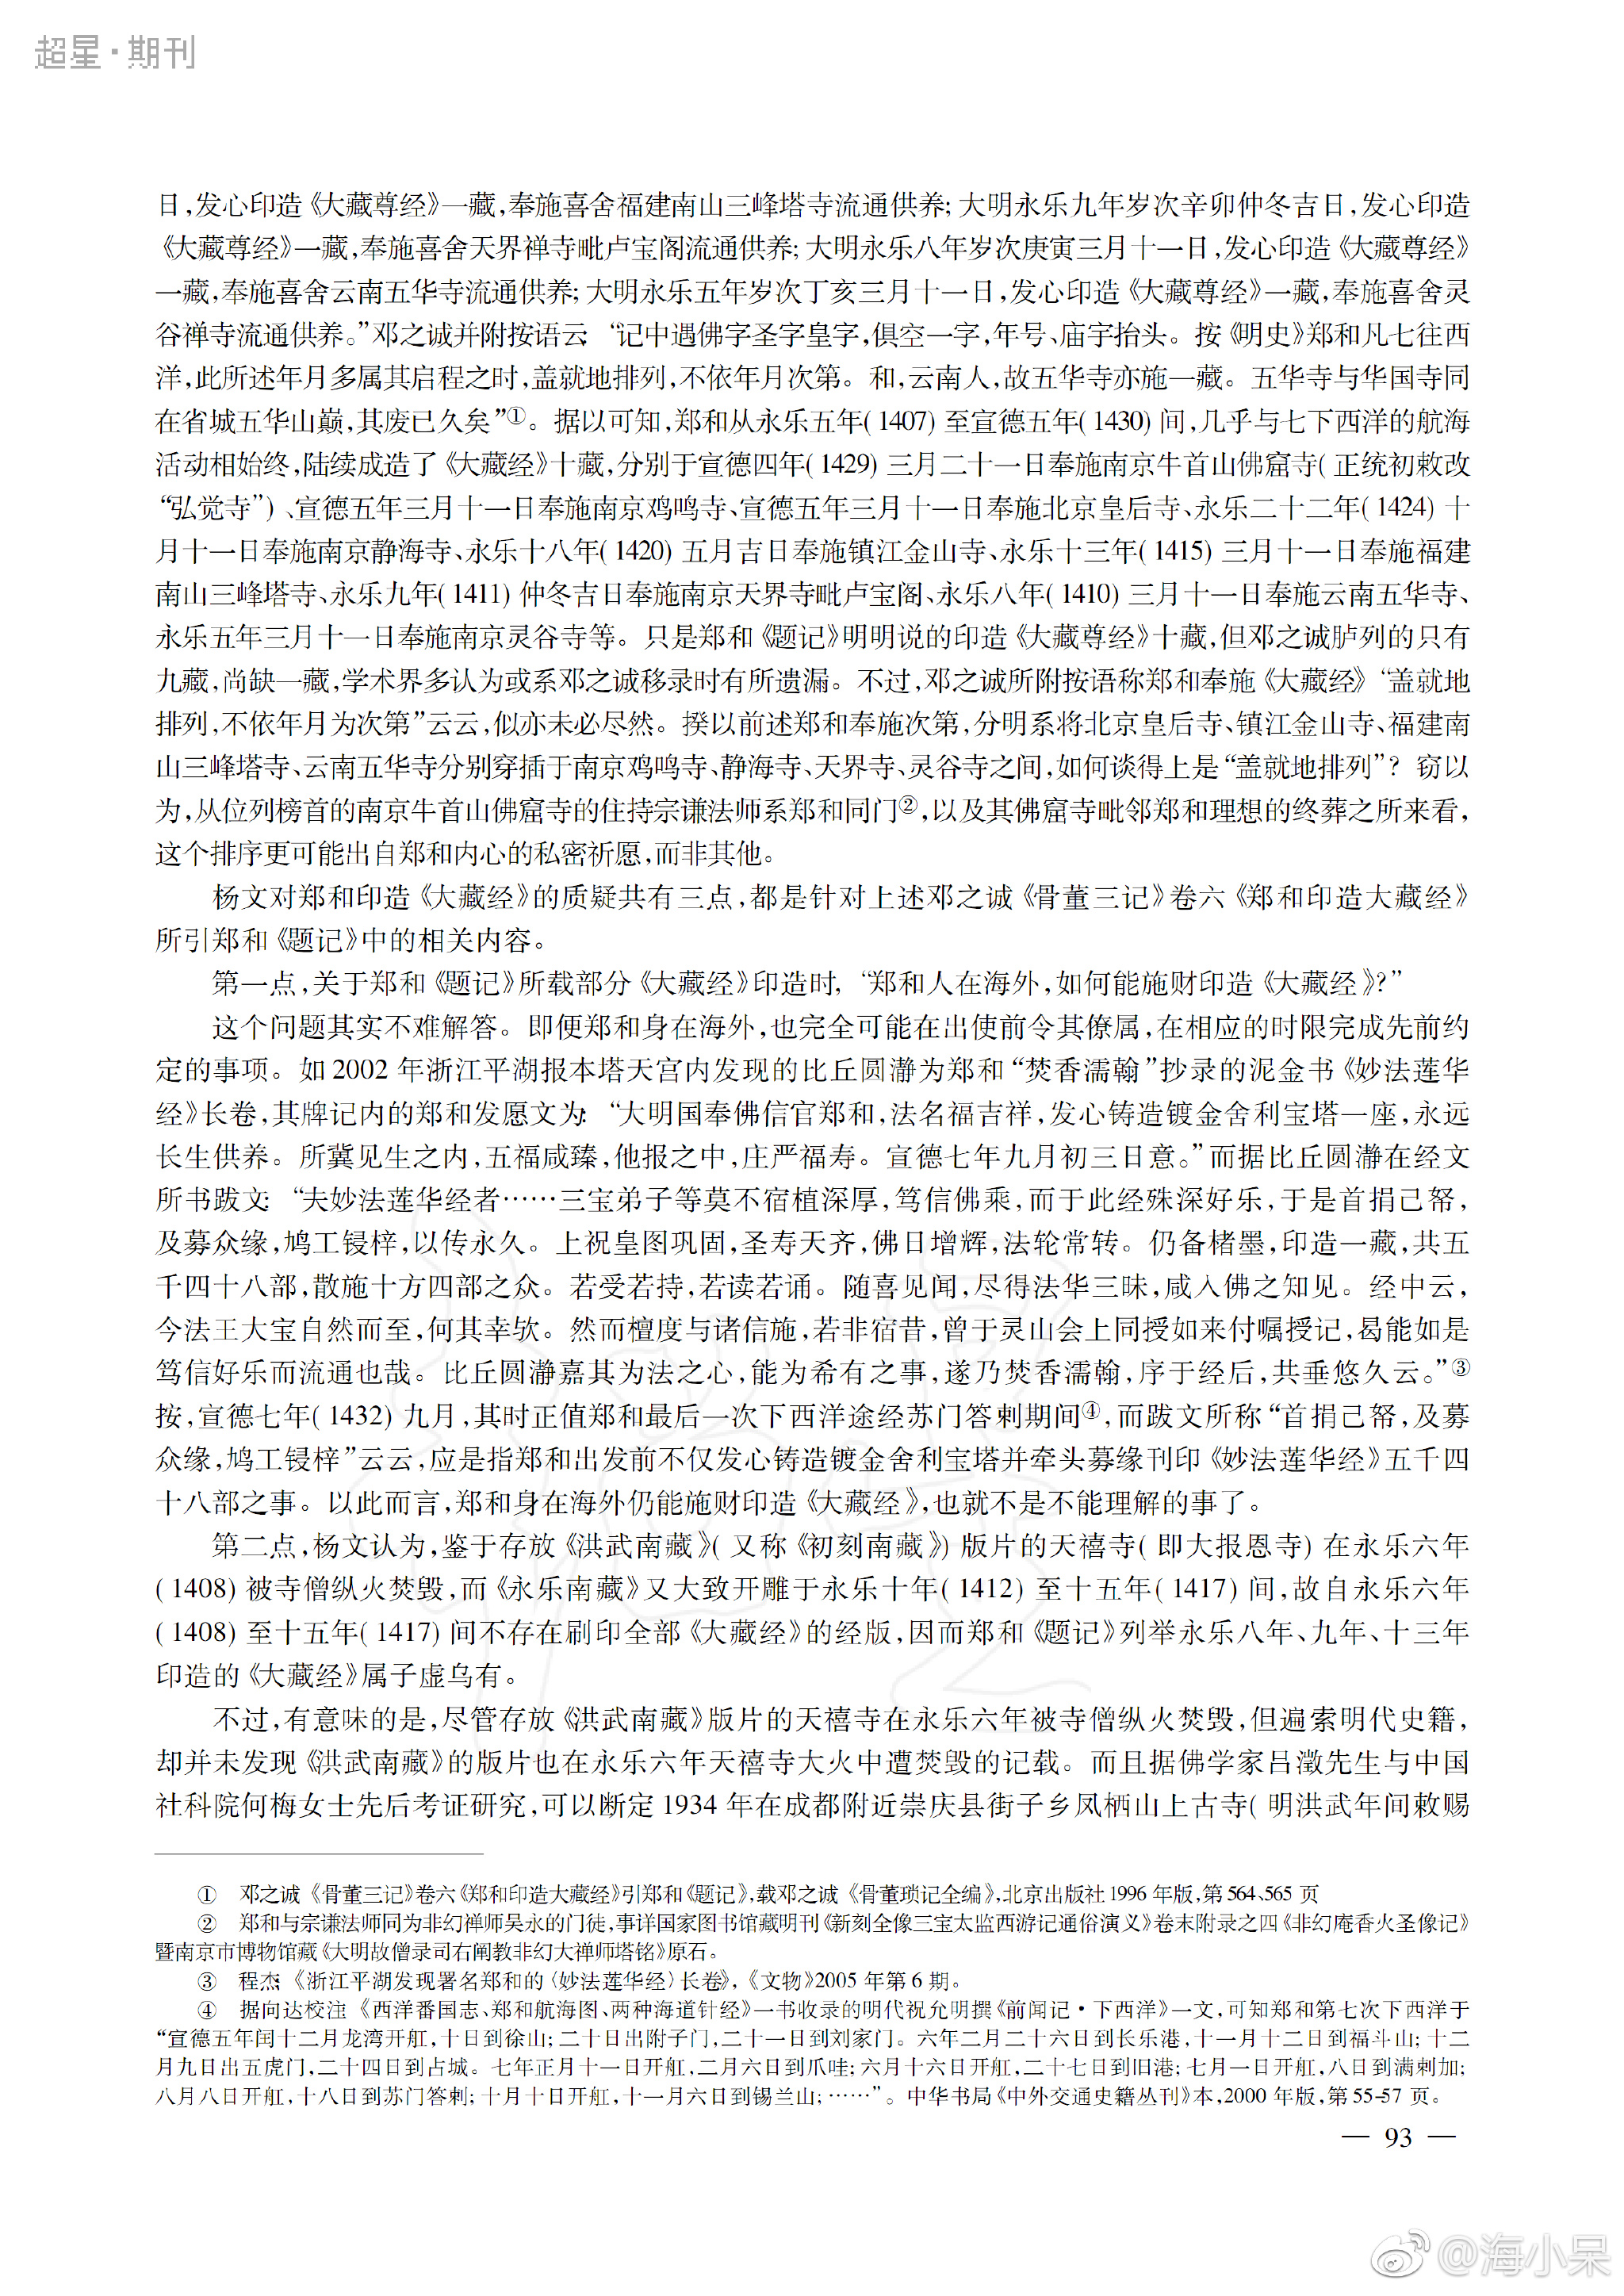 超星·期刊
日,发心印造《大藏尊经》一藏,奉施喜舍福建南山三峰塔寺流通供养;大明永乐九年岁次辛卯仲冬吉日,发心印造
《大藏尊经》一藏,奉施喜舍天界禅寺毗卢宝阁流通供养;大明永乐八年岁次庚寅三月十一日,发心印造《大藏尊经》
一藏,奉施喜舍云南五华寺流通供养;大明永乐五年岁次丁亥三月十一日,发心印造《大藏尊经》一藏,奉施喜舍灵
谷禅寺流通供养。”邓之诚并附按语云:“记中遇佛字圣字皇字,俱空一字,年号、庙宇抬头。按《明史》郑和凡七往西
洋,此所述年月多属其启程之时,盖就地排列,不依年月次第。和,云南人,故五华寺亦施一藏。五华寺与华国寺同
在省城五华山巅,其废已久矣”①。据以可知,郑和从永乐五年(1407)至宣德五年(1430)间,几乎与七下西洋的航海
活动相始终,陆续成造了《大藏经》十藏,分别于宣德四年(1429)三月二十一日奉施南京牛首山佛窟寺(正统初敕改
“弘觉寺”)、宣德五年三月十一日奉施南京鸡鸣寺、宣德五年三月十一日奉施北京皇后寺、永乐二十二年(1424)十
月十一日奉施南京静海寺、永乐十八年(1420)五月吉日奉施镇江金山寺、永乐十三年(1415)三月十一日奉施福建
南山三峰塔寺、永乐九年(1411)仲冬吉日奉施南京天界寺毗卢宝阁、永乐八年(1410)三月十一日奉施云南五华寺、
永乐五年三月十一日奉施南京灵谷寺等。只是郑和《题记》明明说的印造《大藏尊经》十藏,但邓之诚胪列的只有
九藏,尚缺一藏,学术界多认为或系邓之诚移录时有所遗漏。不过,邓之诚所附按语称郑和奉施《大藏经》“盖就地
排列,不依年月为次第”云云,似亦未必尽然。揆以前述郑和奉施次第,分明系将北京皇后寺、镇江金山寺、福建南
山三峰塔寺、云南五华寺分别穿插于南京鸡鸣寺、静海寺、天界寺、灵谷寺之间,如何谈得上是“盖就地排列”?窃以
为,从位列榜首的南京牛首山佛窟寺的住持宗谦法师系郑和同门②,以及其佛窟寺毗邻郑和理想的终葬之所来看,
这个排序更可能出自郑和内心的私密祈愿,而非其他。
杨文对郑和印造《大藏经》的质疑共有三点,都是针对上述邓之诚《骨董三记》卷六《郑和印造大藏经》
所引郑和《题记》中的相关内容。
第一点,关于郑和《题记》所载部分《大藏经》印造时,“郑和人在海外,如何能施财印造《大藏经》?”
这个问题其实不难解答。即便郑和身在海外,也完全可能在出使前令其僚属,在相应的时限完成先前约
定的事项。如2002年浙江平湖报本塔天宫内发现的比丘圆瀞为郑和“焚香濡翰”抄录的泥金书《妙法莲华
经》长卷,其牌记内的郑和发愿文为:“大明国奉佛信官郑和,法名福吉祥,发心铸造镀金舍利宝塔一座,永远
长生供养。所冀见生之内,五福咸臻,他报之中,庄严福寿。宣德七年九月初三日意。”而据比丘圆瀞在经文
所书跋文:“夫妙法莲华经者……三宝弟子等莫不宿植深厚,笃信佛乘,而于此经殊深好乐,于是首捐己帑,
及募众缘,鸠工锓梓,以传永久。上祝皇图巩固,圣寿天齐,佛日增辉,法轮常转。仍备楮墨,印造一藏,共五
千四十八部,散施十方四部之众。若受若持,若读若诵。随喜见闻,尽得法华三昧,咸入佛之知见。经中云,
今法王大宝自然而至,何其幸欤。然而檀度与诸信施,若非宿昔,曾于灵山会上同授如来付嘱授记,曷能如是
笃信好乐而流通也哉。比丘圆瀞嘉其为法之心,能为希有之事,遂乃焚香濡翰,序于经后,共垂悠久云。”③
按,宣德七年(1432)九月,其时正值郑和最后一次下西洋途经苏门答剌期间④,而跋文所称“首捐己帑,及募
众缘,鸠工锓梓”云云,应是指郑和出发前不仅发心铸造镀金舍利宝塔并牵头募缘刊印《妙法莲华经》五千四
十八部之事。以此而言,郑和身在海外仍能施财印造《大藏经》,也就不是不能理解的事了。
第二点,杨文认为,鉴于存放《洪武南藏》(又称《初刻南藏》)版片的天禧寺(即大报恩寺)在永乐六年
(1408)被寺僧纵火焚毁,而《永乐南藏》又大致开雕于永乐十年(1412)至十五年(1417)间,故自永乐六年
(1408)至十五年(1417)间不存在刷印全部《大藏经》的经版,因而郑和《题记》列举永乐八年、九年、十三年
印造的《大藏经》属子虚乌有。
不过,有意味的是,尽管存放《洪武南藏》版片的天禧寺在永乐六年被寺僧纵火焚毁,但遍索明代史籍,
却并未发现《洪武南藏》的版片也在永乐六年天禧寺大火中遭焚毁的记载。而且据佛学家吕澂先生与中国
社科院何梅女士先后考证研究,可以断定1934年在成都附近崇庆县街子乡凤栖山上古寺(明洪武年间敕赐
① 邓之诚《骨董三记》卷六《郑和印造大藏经》引郑和《题记》,载邓之诚《骨董琐记全编》,北京出版社1996年版,第564、565页
② 郑和与宗谦法师同为非幻禅师吴永的门徒,事详国家图书馆藏明刊《新刻全像三宝太监西游记通俗演义》卷末附录之四《非幻庵香火圣像记》
暨南京市博物馆藏《大明故僧录司右阐教非幻大禅师塔铭》原石。
③ 程杰:《浙江平湖发现署名郑和的〈妙法莲华经〉长卷》,《文物》2005年第6期。
④ 据向达校注《西洋番国志、郑和航海图、两种海道针经》一书收录的明代祝允明撰《前闻记·下西洋》一文,可知郑和第七次下西洋于
“宣德五年闰十二月龙湾开舡,十日到徐山;二十日出附子门,二十一日到刘家门。六年二月二十六日到长乐港,十一月十二日到福斗山;十二
月九日出五虎门,二十四日到占城。七年正月十一日开舡,二月六日到爪哇;六月十六日开舡,二十七日到旧港;七月一日开舡,八日到满剌加;
八月八日开舡,十八日到苏门答剌;十月十日开舡,十一月六日到锡兰山;……”。中华书局《中外交通史籍丛刊》本,2000年版,第55-57页。
— 93 —
@海小呆